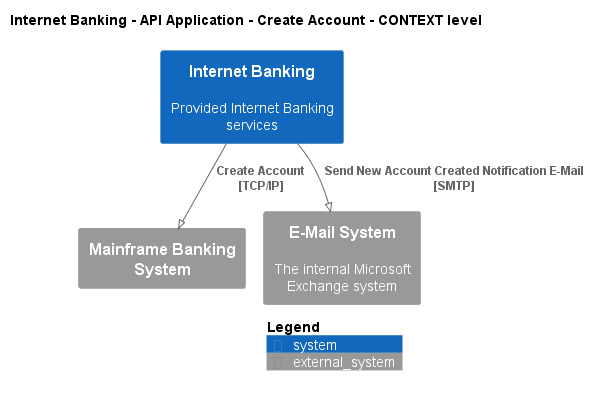 Internet Banking - API Application - Create Account - CONTEXT level
Internet Banking
Provided Internet Banking
services
Create Account
[TCP/IP]
Send New Account Created Notification E-Mail
[SMTP]
Mainframe Banking
System
E-Mail System
The internal Microsoft
Exchange system
Legend
system
external_system